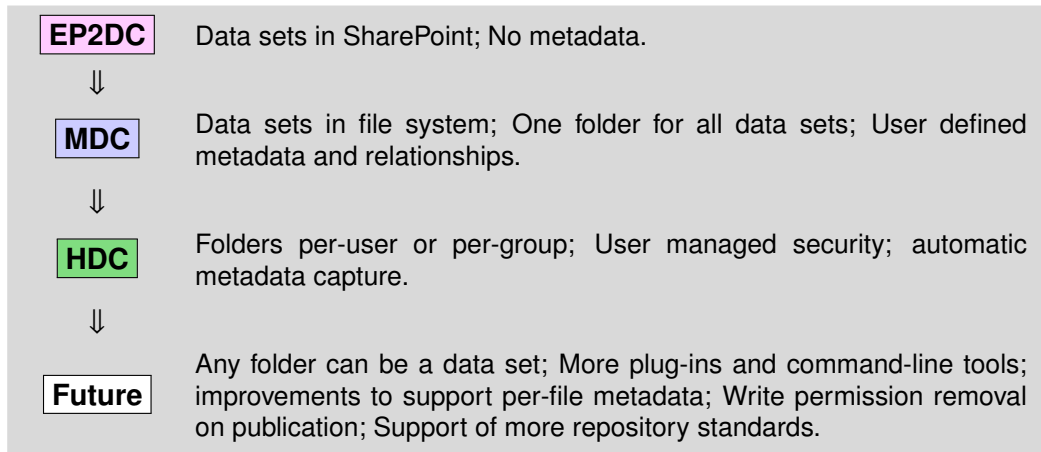 EP2DC Data sets in SharePoint; No metadata.
⇓
MDC Data sets in file system; One folder for all data sets; User defined
metadata and relationships.
⇓
HDC Folders per-user or per-group; User managed security; automatic
metadata capture.
⇓
Future Any folder can be a data set; More plug-ins and command-line tools;
improvements to support per-file metadata; Write permission removal
on publication; Support of more repository standards.